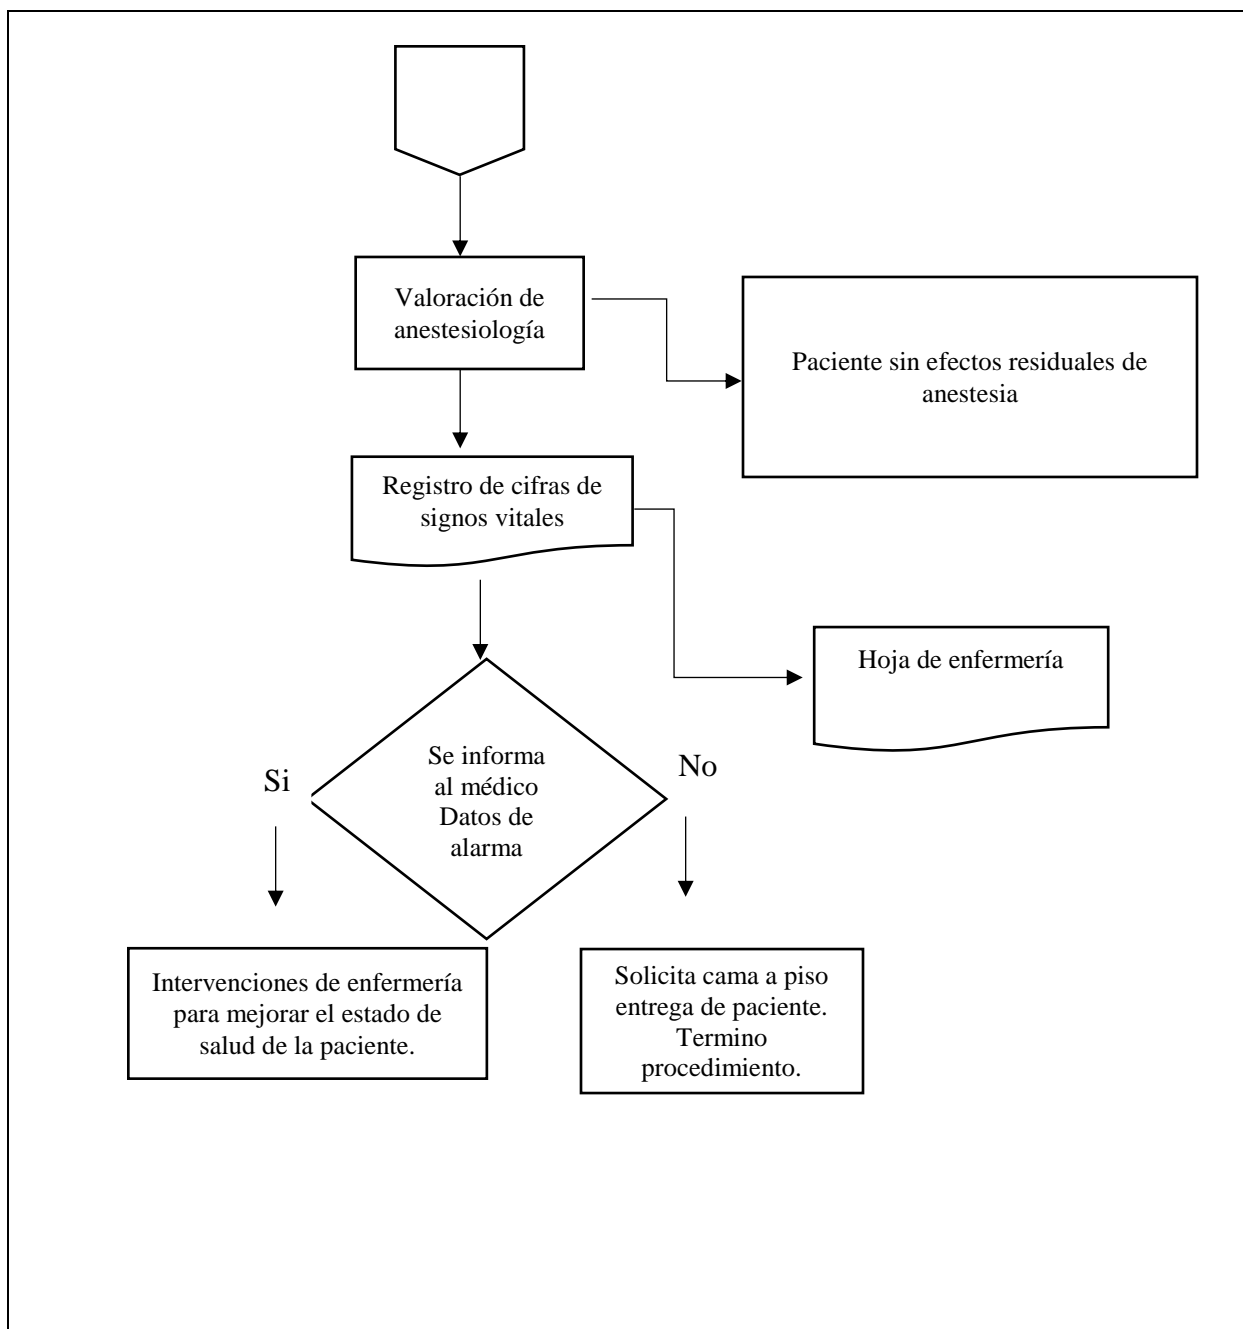 Valoración de
anestesiología
Paciente sin efectos residuales de
anestesia
Registro de cifras de
signos vitales
Hoja de enfermería
Se informa
al médico
Datos de
alarma
Si
No
Intervenciones de enfermería
para mejorar el estado de
salud de la paciente.
Solicita cama a piso
entrega de paciente.
Termino
procedimiento.